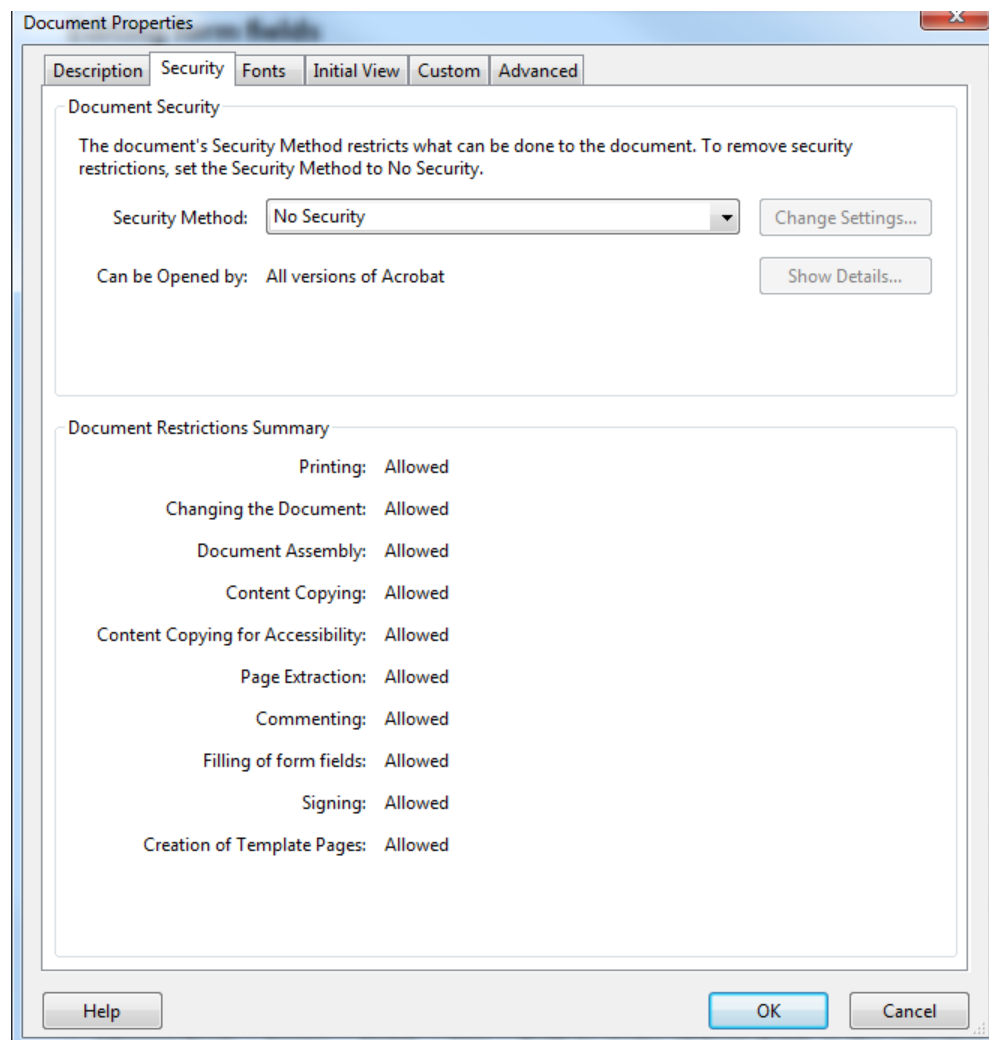 Document Properties
Description Security Fonts Initial View Custom Advanced
Document Security
The document's Security Method restricts what can be done to the document. To remove security
restrictions, set the Security Method to No Security.
Security Method: No Security Change Settings...
Can be Opened by: All versions of Acrobat Show Details...
Document Restrictions Summary
Printing: Allowed
Changing the Document: Allowed
Document Assembly: Allowed
Content Copying: Allowed
Content Copying for Accessibility: Allowed
Page Extraction: Allowed
Commenting: Allowed
Filling of form fields: Allowed
Signing: Allowed
Creation of Template Pages: Allowed
Help OK Cancel